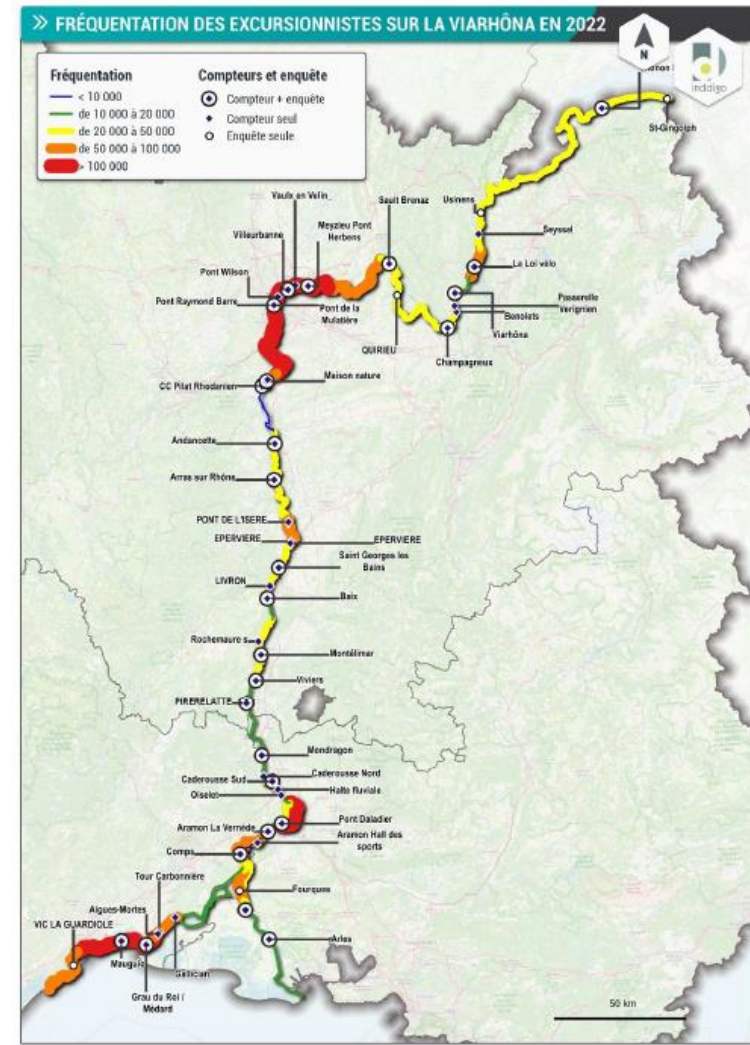 >> FRÉQUENTATION DES EXCURSIONNISTES SUR LA VIARHÔNA EN 2022
N
inddigo
Fréquentation
< 10 000
de 10 000 à 20 000
de 20 000 à 50 000
de 50 000 à 100 000
> 100 000
Compteurs et enquête
Compteur + enquête
Compteur seul
Enquête seule
St-Gingolph
Vaulx en Velin
Sault Brenaz
Usinens
Meyzieu Pont
Herbens
Villeurbanne
Seyssel
Pont Wilson
La Loi vélo
Pont Raymond Barre
Pont de la
Mulatière
Passerelle
Benolets
Viarhôna
QUIRIEU
Champagneux
Maison nature
CC Pilat Rhodanien
Andancette
Arras sur Rhône
PONT DE L'ISERE
EPERVIERE
EPERVIERE
Saint Georges les
Bains
LIVRON
Baix
Rochemaure s
Montélimar
Viviers
PIRERELATTE
Mondragon
Caderousse Nord
Caderousse Sud
Halte fluviale
Oiselet
Pont Daladier
Aramon La Vernède
Aramon Hall des
sports
Comps
Tour Carbonnière
Fourques
Aigues-Mortes
VIC LA GUARDIOLE
Arles
Mauguio
Gallician
Grau du Roi /
Médard
50 km